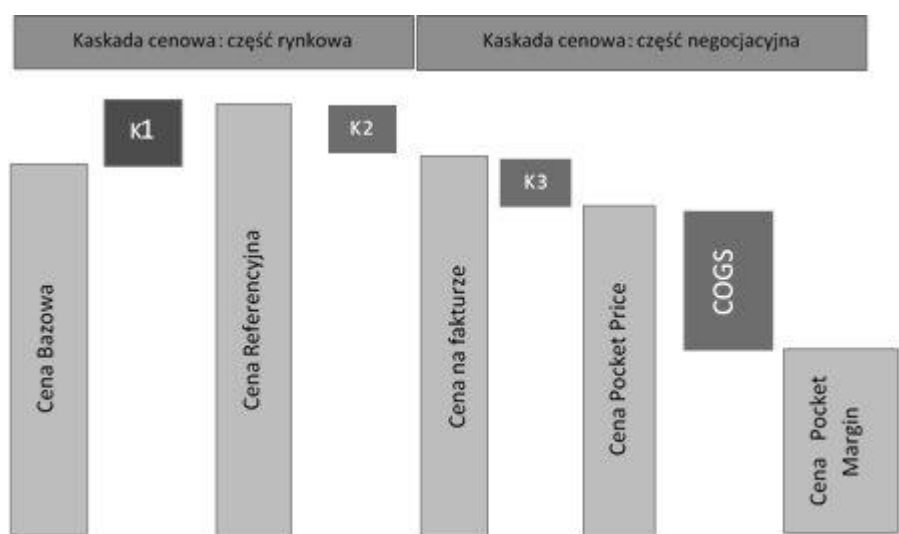 Kaskada cenowa: część rynkowa
Kaskada cenowa: część negocjacyjna
Cena Bazowa
K1
Cena Referencyjna
K2
Cena na fakturze
K3
Cena Pocket Price
COGS
Cena Pocket
Margin